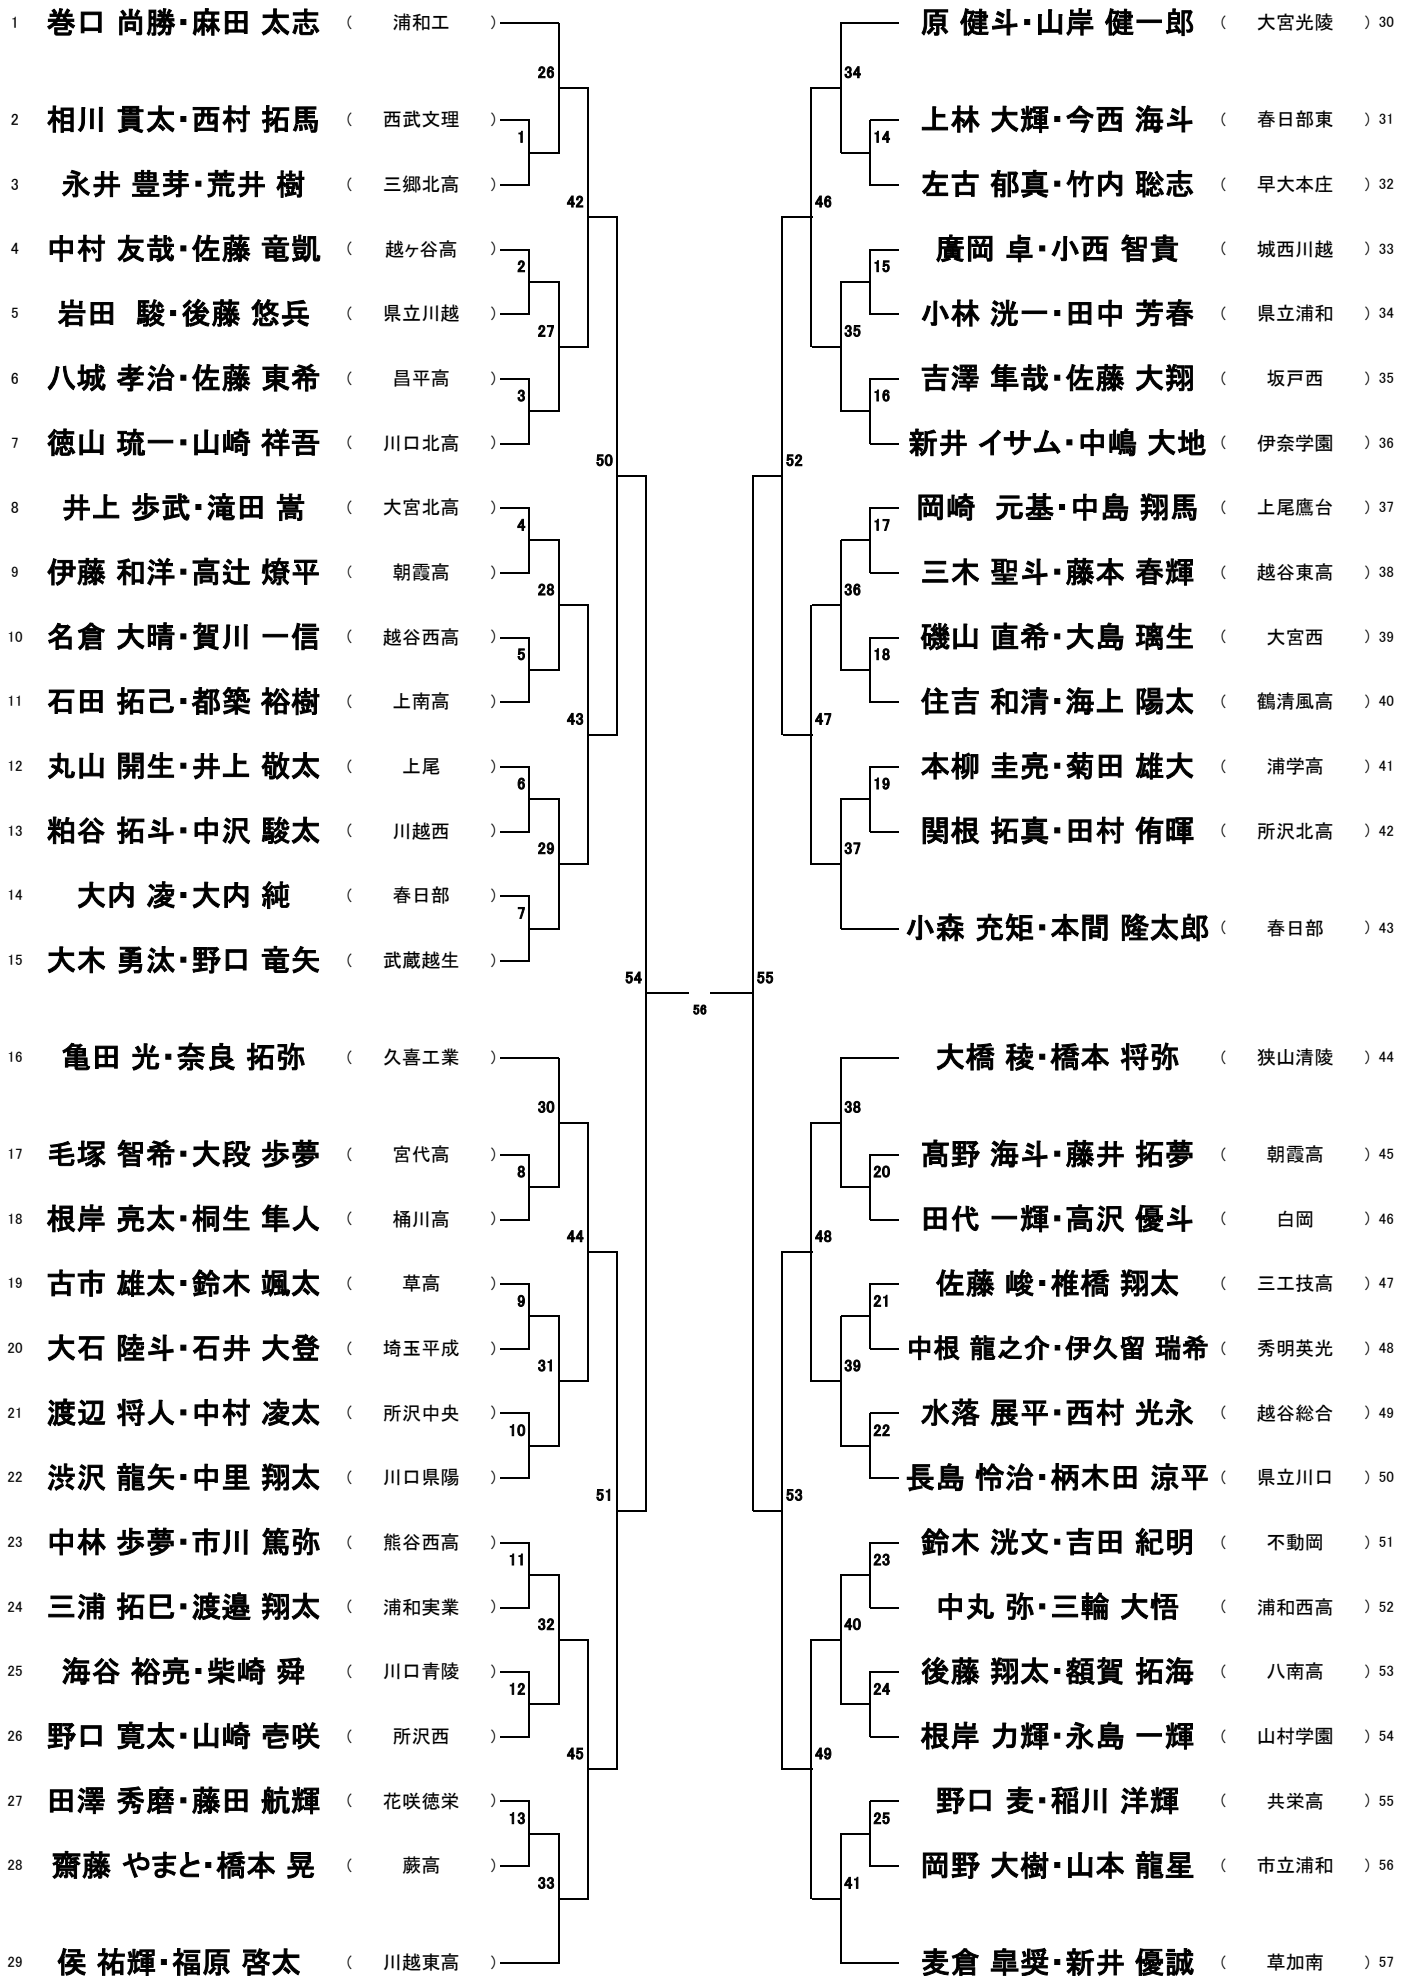 1 巻口 尚勝・麻田 太志 ( 浦和工 )
26
2 相川 貫太・西村 拓馬 ( 西武文理 )
1
3 永井 豊芽・荒井 樹 ( 三郷北高 )
42
4 中村 友哉・佐藤 竜凱 ( 越ヶ谷高 )
2
5 岩田 駿・後藤 悠兵 ( 県立川越 )
27
6 八城 孝治・佐藤 東希 ( 昌平高 )
3
7 徳山 琉一・山崎 祥吾 ( 川口北高 )
50
8 井上 歩武・滝田 嵩 ( 大宮北高 )
4
9 伊藤 和洋・高辻 燎平 ( 朝霞高 )
28
10 名倉 大晴・賀川 一信 ( 越谷西高 )
5
11 石田 拓己・都築 裕樹 ( 上南高 )
43
12 丸山 開生・井上 敬太 ( 上尾 )
6
13 粕谷 拓斗・中沢 駿太 ( 川越西 )
29
14 大内 凌・大内 純 ( 春日部 )
7
15 大木 勇汰・野口 竜矢 ( 武蔵越生 )
54
16 亀田 光・奈良 拓弥 ( 久喜工業 )
30
17 毛塚 智希・大段 歩夢 ( 宮代高 )
8
18 根岸 亮太・桐生 隼人 ( 桶川高 )
44
19 古市 雄太・鈴木 颯太 ( 草高 )
9
20 大石 陸斗・石井 大登 ( 埼玉平成 )
31
21 渡辺 将人・中村 凌太 ( 所沢中央 )
10
22 渋沢 龍矢・中里 翔太 ( 川口県陽 )
51
23 中林 歩夢・市川 篤弥 ( 熊谷西高 )
11
24 三浦 拓巳・渡邉 翔太 ( 浦和実業 )
32
25 海谷 裕亮・柴崎 舜 ( 川口青陵 )
12
26 野口 寛太・山崎 壱咲 ( 所沢西 )
45
27 田澤 秀磨・藤田 航輝 ( 花咲徳栄 )
13
28 齋藤 やまと・橋本 晃 ( 蕨高 )
33
29 侯 祐輝・福原 啓太 ( 川越東高 )
56
原 健斗・山岸 健一郎 ( 大宮光陵 ) 30
34
上林 大輝・今西 海斗 ( 春日部東 ) 31
14
左古 郁真・竹内 聡志 ( 早大本庄 ) 32
46
廣岡 卓・小西 智貴 ( 城西川越 ) 33
15
小林 洸一・田中 芳春 ( 県立浦和 ) 34
35
吉澤 隼哉・佐藤 大翔 ( 坂戸西 ) 35
16
新井 イサム・中嶋 大地 ( 伊奈学園 ) 36
52
岡崎 元基・中島 翔馬 ( 上尾鷹台 ) 37
17
三木 聖斗・藤本 春輝 ( 越谷東高 ) 38
36
磯山 直希・大島 璃生 ( 大宮西 ) 39
18
住吉 和清・海上 陽太 ( 鶴清風高 ) 40
47
本柳 圭亮・菊田 雄大 ( 浦学高 ) 41
19
関根 拓真・田村 侑暉 ( 所沢北高 ) 42
37
小森 充矩・本間 隆太郎 ( 春日部 ) 43
55
大橋 稜・橋本 将弥 ( 狭山清陵 ) 44
38
髙野 海斗・藤井 拓夢 ( 朝霞高 ) 45
20
田代 一輝・高沢 優斗 ( 白岡 ) 46
48
佐藤 峻・椎橋 翔太 ( 三工技高 ) 47
21
中根 龍之介・伊久留 瑞希 ( 秀明英光 ) 48
39
水落 展平・西村 光永 ( 越谷総合 ) 49
22
長島 怜治・柄木田 涼平 ( 県立川口 ) 50
53
鈴木 洸文・吉田 紀明 ( 不動岡 ) 51
23
中丸 弥・三輪 大悟 ( 浦和西高 ) 52
40
後藤 翔太・額賀 拓海 ( 八南高 ) 53
24
根岸 力輝・永島 一輝 ( 山村学園 ) 54
49
野口 麦・稲川 洋輝 ( 共栄高 ) 55
25
岡野 大樹・山本 龍星 ( 市立浦和 ) 56
41
麦倉 皐奨・新井 優誠 ( 草加南 ) 57